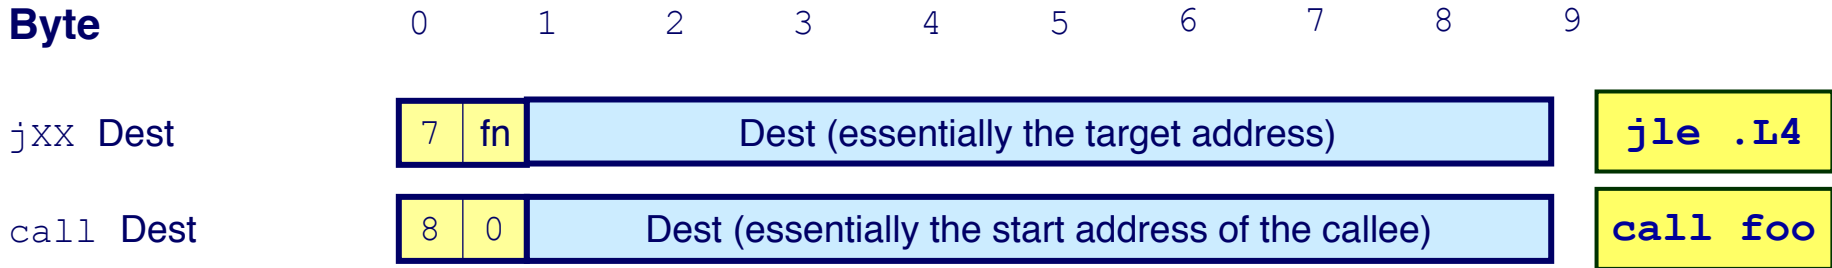 Byte 0 1 2 3 4 5 6 7 8 9
jXX Dest 7 fn Dest (essentially the target address) jle .L4
call Dest 8 0 Dest (essentially the start address of the callee) call foo